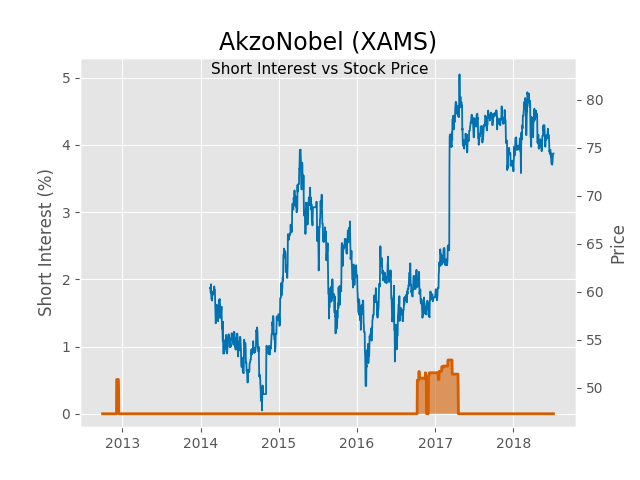 AkzoNobel (XAMS)
Short Interest vs Stock Price
Short Interest (%)
5
4
3
2
1
0
80
75
70
65
60
55
50
Price
2013 2014 2015 2016 2017 2018